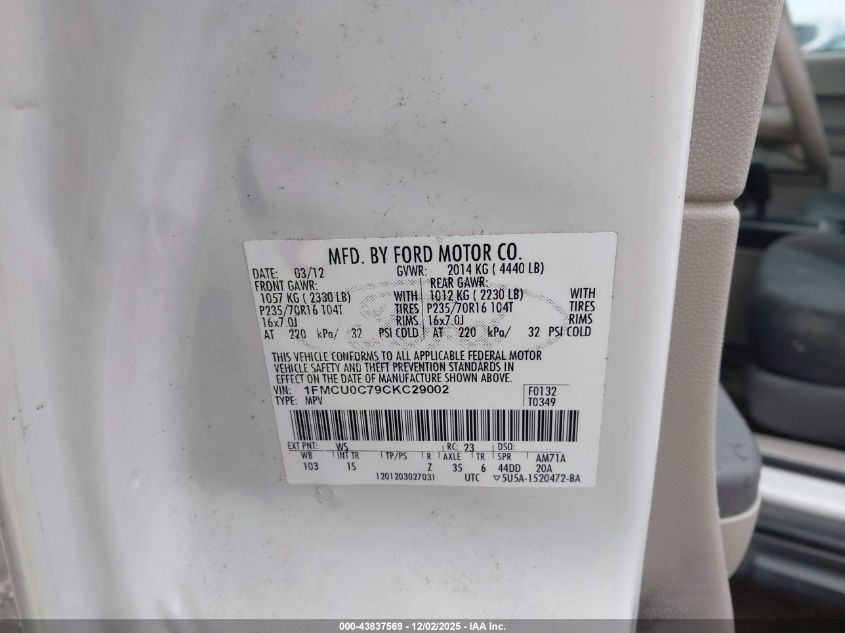 MFD. BY FORD MOTOR CO.
DATE: 03/12 GVWR: 2014 KG ( 4440 LB)
FRONT GAWR: REAR GAWR:
1057 KG ( 2330 LB) WITH 1012 KG ( 2230 LB) WITH
P235/70R16 104T TIRES P235/70R16 104T TIRES
16x7.0J RIMS 16x7.0J RIMS
AT 220 kPa/ 32 PSI COLD AT 220 kPa/ 32 PSI COLD
THIS VEHICLE CONFORMS TO ALL APPLICABLE FEDERAL MOTOR
VEHICLE SAFETY AND THEFT PREVENTION STANDARDS IN
EFFECT ON THE DATE OF MANUFACTURE SHOWN ABOVE.
VIN: 1FMCU0C79CKC29002 F0132
TYPE: MPV T0349
EXT PNT: WS RC: 23 DSO:
WB INT TR TP/PS R AXLE TR SPR AM71A
103 IS Z 35 6 44DD 20A
120120302703I UTC ▽5U5A-1520472-BA
000-43837569 - 12/02/2025 - IAA Inc.